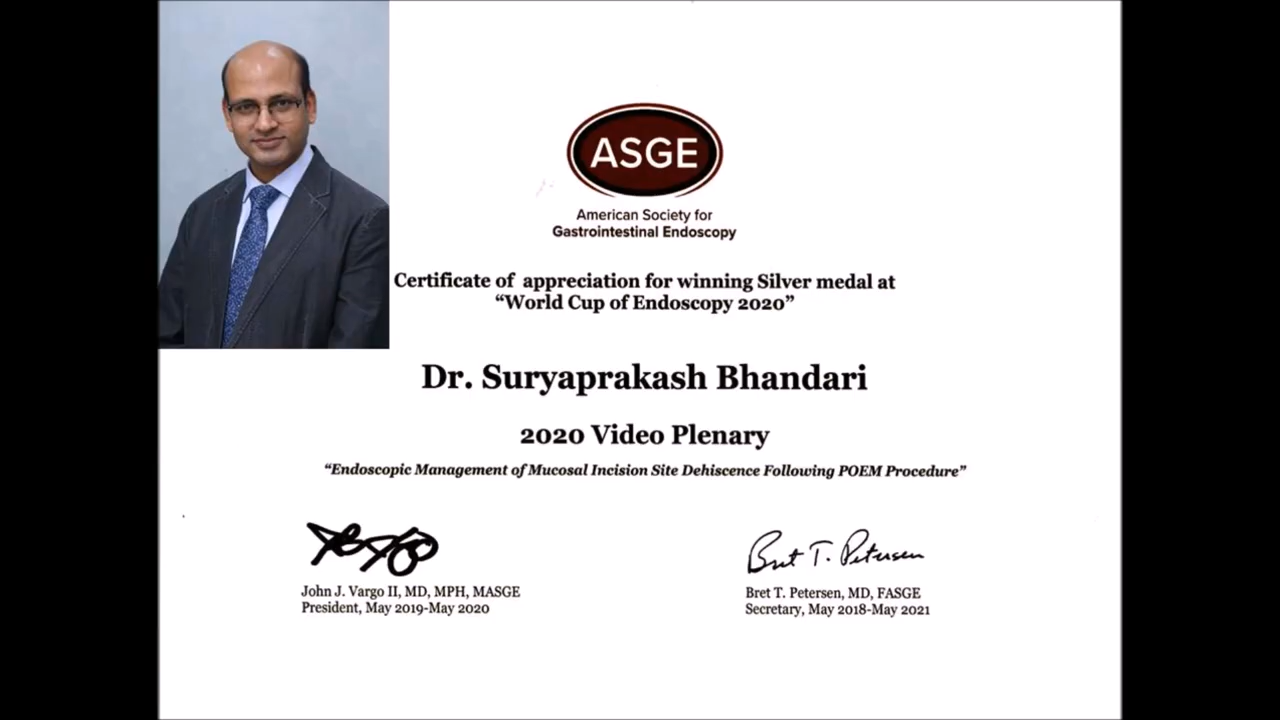 ASGE
American Society for
Gastrointestinal Endoscopy
Certificate of appreciation for winning Silver medal at
“World Cup of Endoscopy 2020”
Dr. Suryaprakash Bhandari
2020 Video Plenary
“Endoscopic Management of Mucosal Incision Site Dehiscence Following POEM Procedure”
Bret T. Petersen
John J. Vargo II, MD, MPH, MASGE
President, May 2019-May 2020
Bret T. Petersen, MD, FASGE
Secretary, May 2018-May 2021